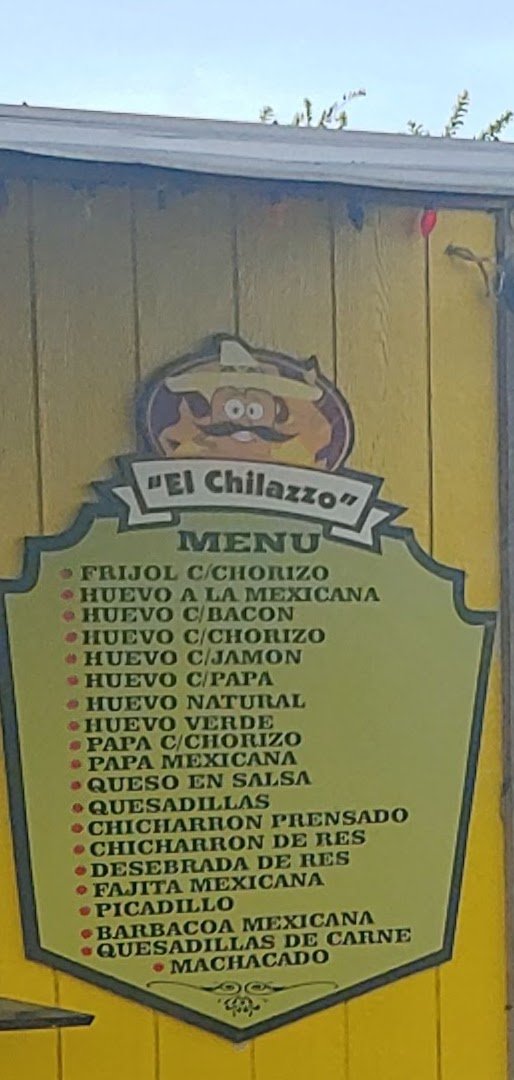 "El Chilazzo"
MENU
• FRIJOL C/CHORIZO
• HUEVO A LA MEXICANA
• HUEVO C/BACON
• HUEVO C/CHORIZO
• HUEVO C/JAMON
• HUEVO C/PAPA
• HUEVO NATURAL
• HUEVO VERDE
• PAPA C/CHORIZO
• PAPA MEXICANA
• QUESO EN SALSA
• QUESADILLAS
• CHICHARRON PRENSADO
• CHICHARRON DE RES
• DESEBRADA DE RES
• FAJITA MEXICANA
• PICADILLO
• BARBACOA MEXICANA
• QUESADILLAS DE CARNE
• MACHACADO